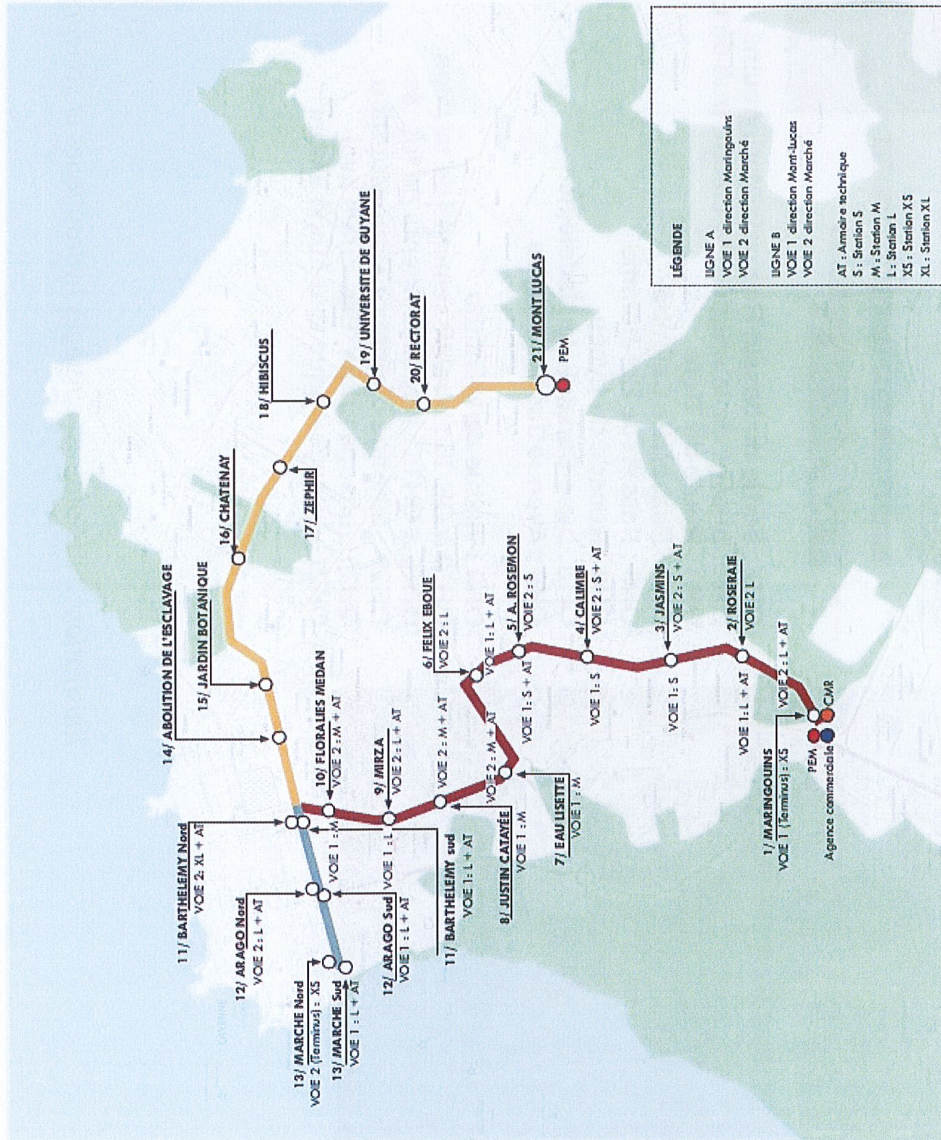 11/ BARTHELEMY Nord
VOIE 2: XL + AT
12/ ARAGO Nord
VOIE 2: L + AT
13/ MARCHE Nord
VOIE 2 (Terminus) : XS
13/ MARCHE Sud
VOIE 1 : L + AT
12/ ARAGO Sud
VOIE 1 : L + AT
11/ BARTHELEMY sud
VOIE 1: L + AT
14/ ABOLITION DE L'ESCLAVAGE
15/ JARDIN BOTANIQUE
16/ CHATENAY
17/ ZEPHIR
18/ HIBISCUS
19/ UNIVERSITE DE GUYANE
20/ RECTORAT
21/ MONT LUCAS
PEM
10/ FLORALIES MEDAN
VOIE 2 : M + AT
VOIE 1 : M
9/ MIRZA
VOIE 2: L + AT
VOIE 1 : L
VOIE 2 : M + AT
8/ JUSTIN CATAYÉE
VOIE 1 : M
VOIE 2 : M + AT
7/ EAU LISETTE
VOIE 1 : M
6/ FELIX EBOUE
VOIE 2 : L
VOIE 1: L + AT
5/ A. ROSEMON
VOIE 2 : S
VOIE 1: S + AT
4/ CALIMBE
VOIE 2 : S + AT
VOIE 1: S
3/ JASMINS
VOIE 2 : S + AT
VOIE 1: S
2/ ROSERAIE
VOIE 2 L
VOIE 1: L + AT
VOIE 2 : L + AT
1/ MARINGOUINS
VOIE 1 (Terminus) : XS
PEM
CMR
Agence commerciale
LÉGENDE
LIGNE A
VOIE 1 direction Maringouins
VOIE 2 direction Marché
LIGNE B
VOIE 1 direction Mont-Lucas
VOIE 2 direction Marché
AT : Armoire technique
S : Station S
M : Station M
L : Station L
XS : Station XS
XL : Station XL